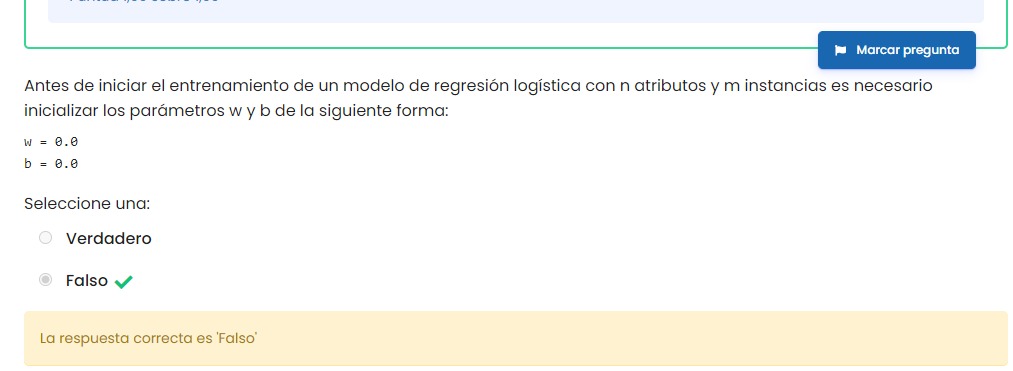 Marcar pregunta
Antes de iniciar el entrenamiento de un modelo de regresión logística con n atributos y m instancias es necesario
inicializar los parámetros w y b de la siguiente forma:
w = 0.0
b = 0.0
Seleccione una:
Verdadero
Falso
La respuesta correcta es 'Falso'